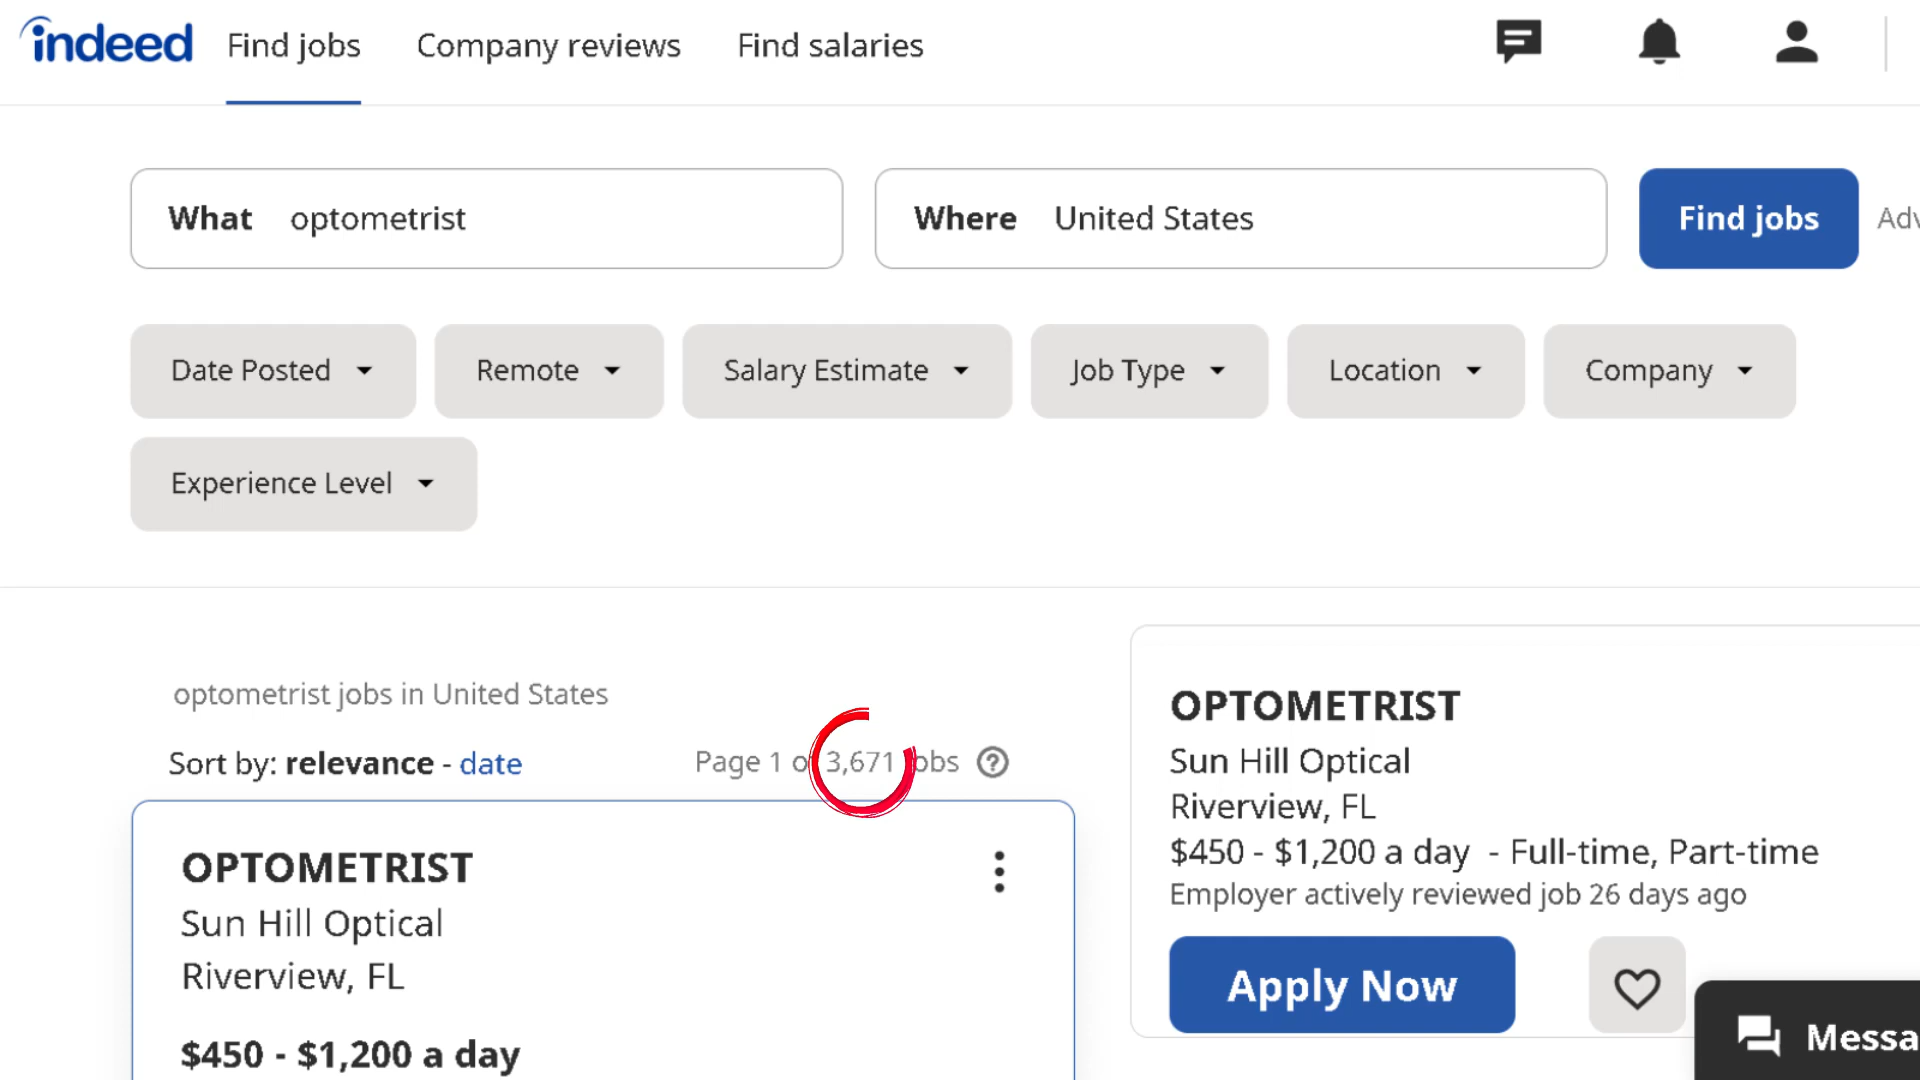 indeed Find jobs Company reviews Find salaries
What optometrist Where United States Find jobs
Date Posted Remote Salary Estimate Job Type Location Company
Experience Level
optometrist jobs in United States
Sort by: relevance - date Page 1 3,671
OPTOMETRIST
Sun Hill Optical
Riverview, FL
$450 - $1,200 a day
OPTOMETRIST
Sun Hill Optical
Riverview, FL
$450 - $1,200 a day - Full-time, Part-time
Employer actively reviewed job 26 days ago
Apply Now